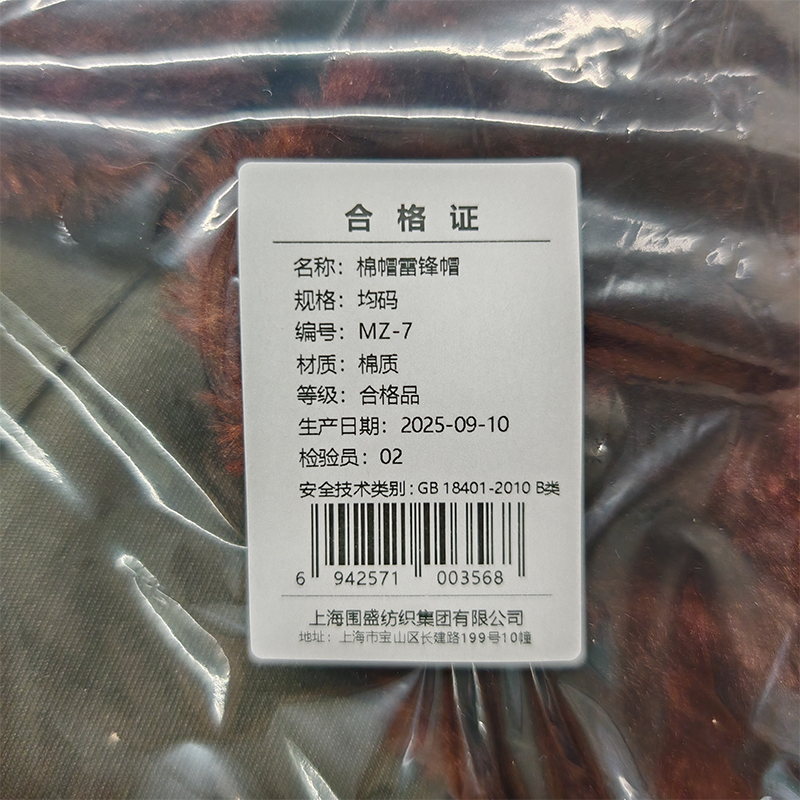 合格证
名称：棉帽雷锋帽
规格：均码
编号：MZ-7
材质：棉质
等级：合格品
生产日期：2025-09-10
检验员：02
安全技术类别：GB 18401-2010 B类
6 942571 003568
上海围盛纺织集团有限公司
地址：上海市宝山区长建路199号10幢